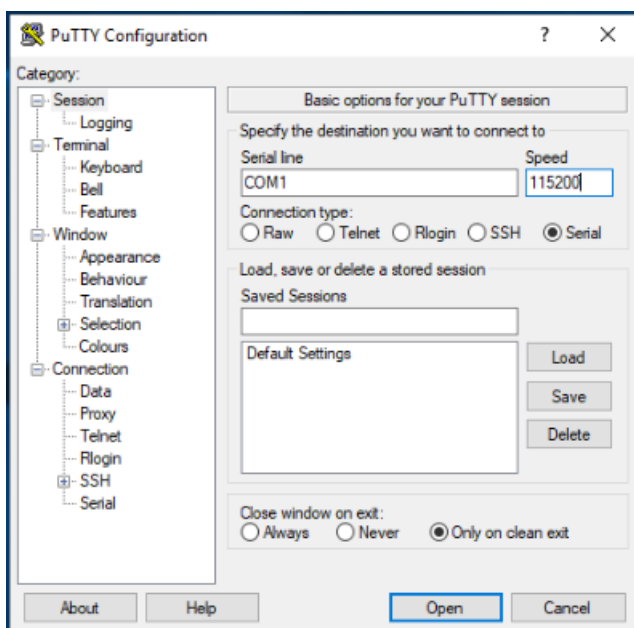 PuTTY Configuration
Category:
Session
Logging
Terminal
Keyboard
Bell
Features
Window
Appearance
Behaviour
Translation
Selection
Colours
Connection
Data
Proxy
Telnet
Rlogin
SSH
Serial
Basic options for your PuTTY session
Specify the destination you want to connect to
Serial line Speed
COM1 115200
Connection type:
Raw Telnet Rlogin SSH Serial
Load, save or delete a stored session
Saved Sessions
Default Settings
Load
Save
Delete
Close window on exit:
Always Never Only on clean exit
About Help Open Cancel